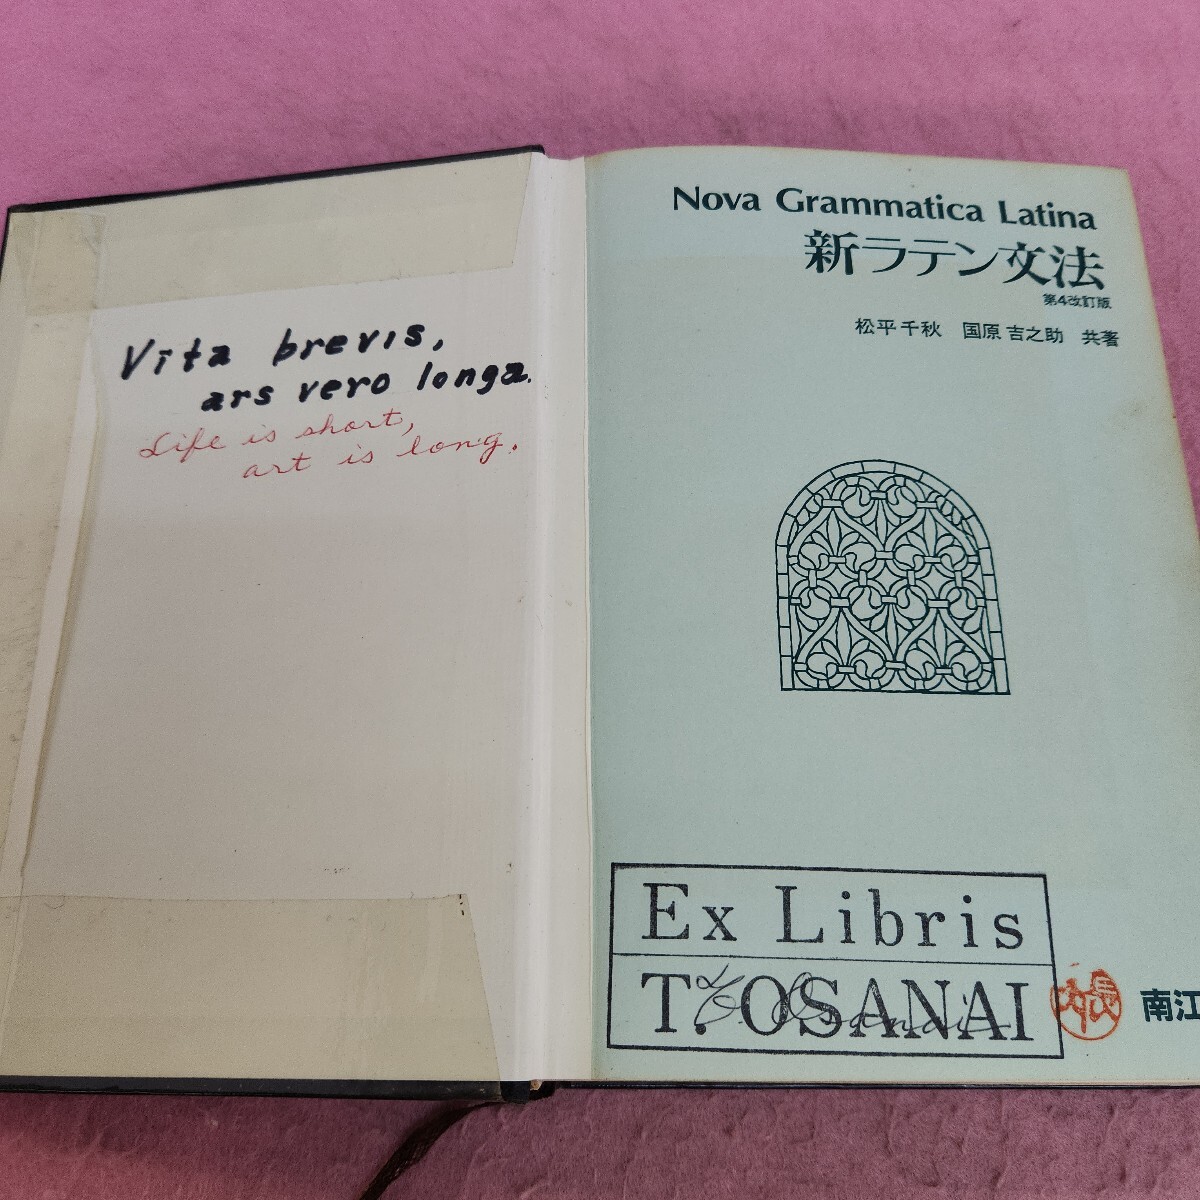 Vita brevis,
ars vero longa.
Life is short,
art is long.
Nova Grammatica Latina
新ラテン文法
第4改訂版
松平千秋 国原吉之助 共著
Ex Libris
T. OSANAI
南江